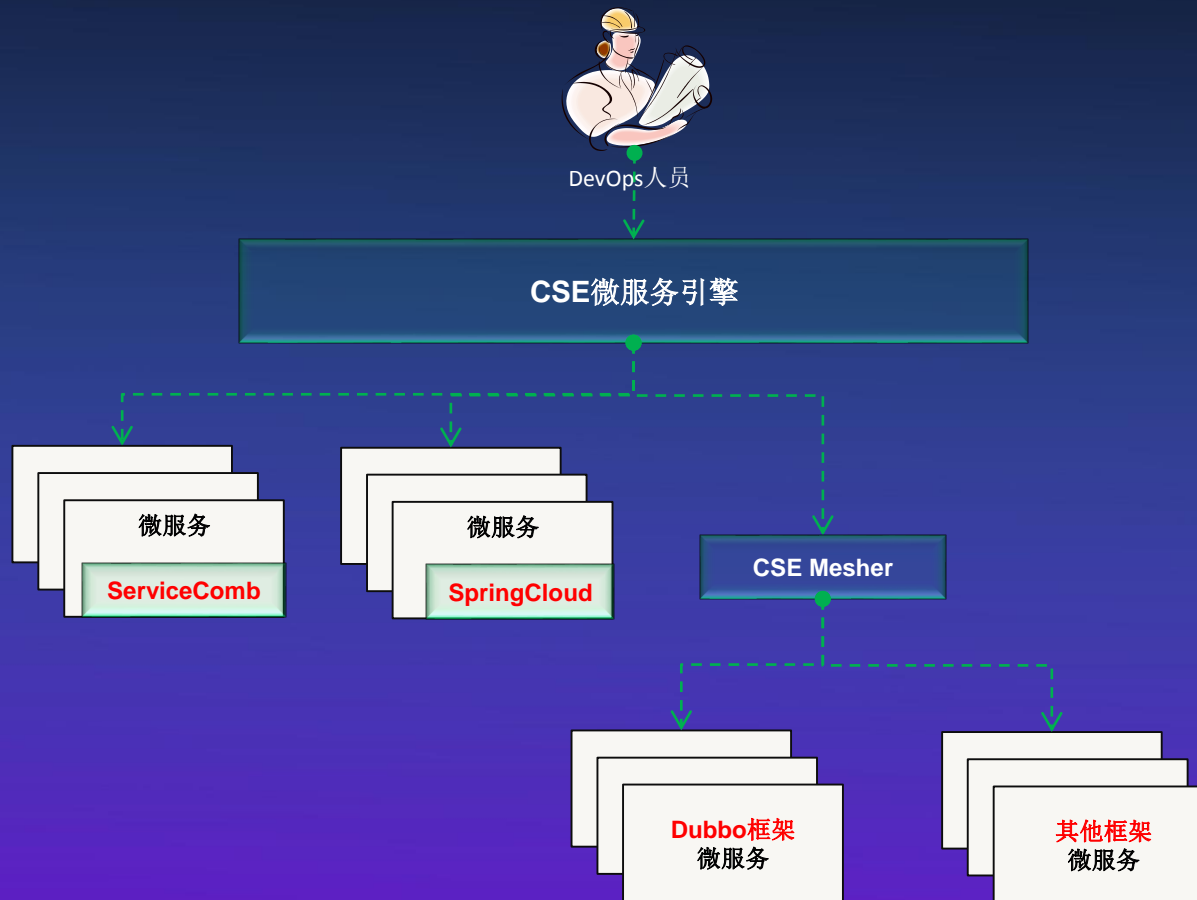 DevOps人员
CSE微服务引擎
微服务
ServiceComb
微服务
SpringCloud
CSE Mesher
Dubbo框架
微服务
其他框架
微服务